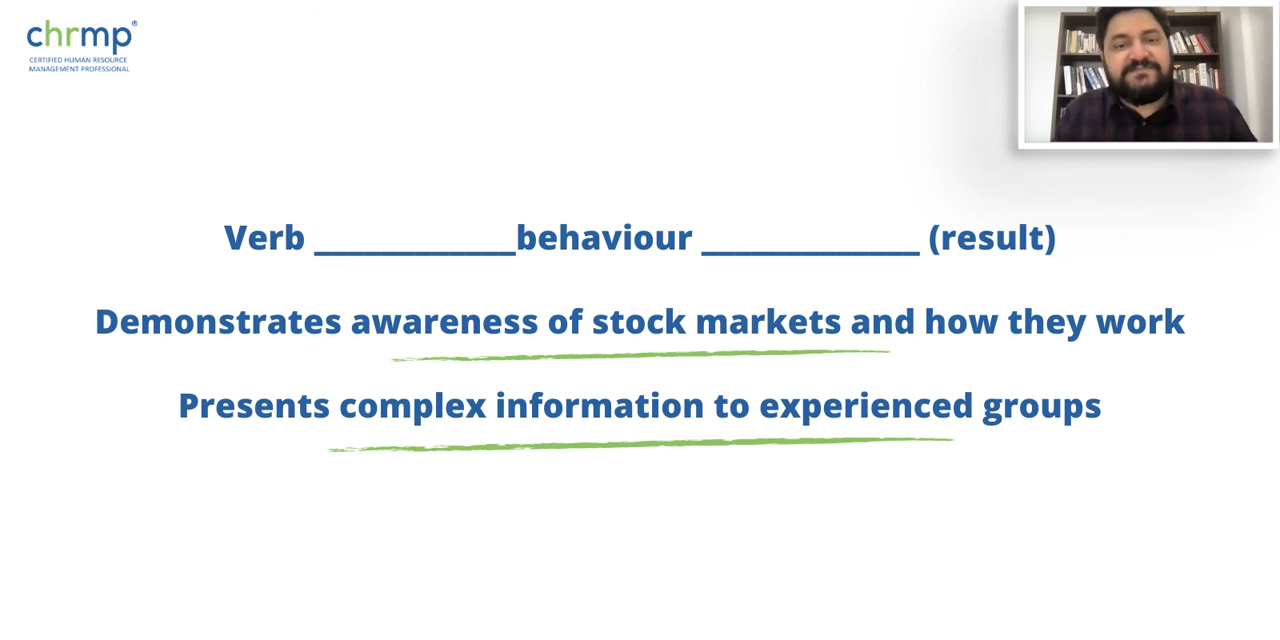 chrmp®
CERTIFIED HUMAN RESOURCE
MANAGEMENT PROFESSIONAL
Verb ____________behaviour _____________ (result)
Demonstrates awareness of stock markets and how they work
Presents complex information to experienced groups